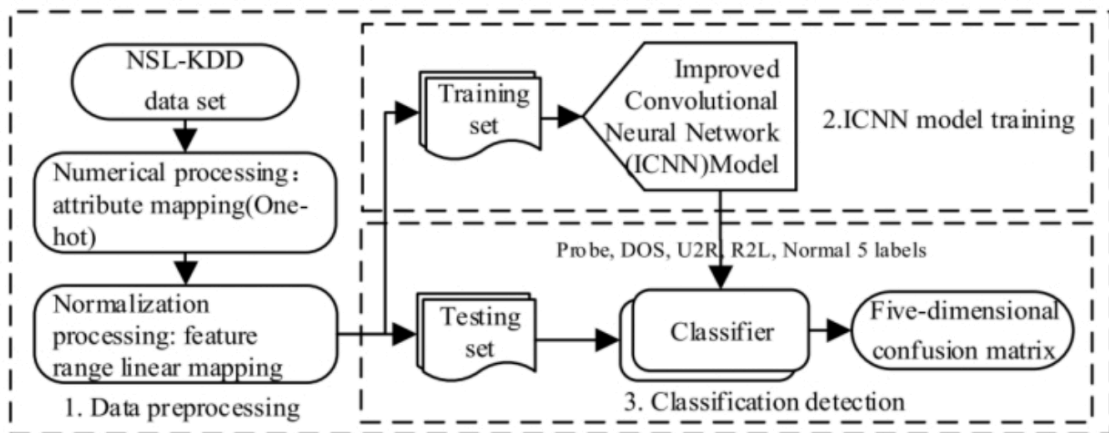 NSL-KDD
data set
Numerical processing：
attribute mapping(One-
hot)
Normalization
processing: feature
range linear mapping
1. Data preprocessing
Training
set
Improved
Convolutional
Neural Network
(ICNN)Model
2.ICNN model training
Probe, DOS, U2R, R2L, Normal 5 labels
Testing
set
Classifier
Five-dimensional
confusion matrix
3. Classification detection